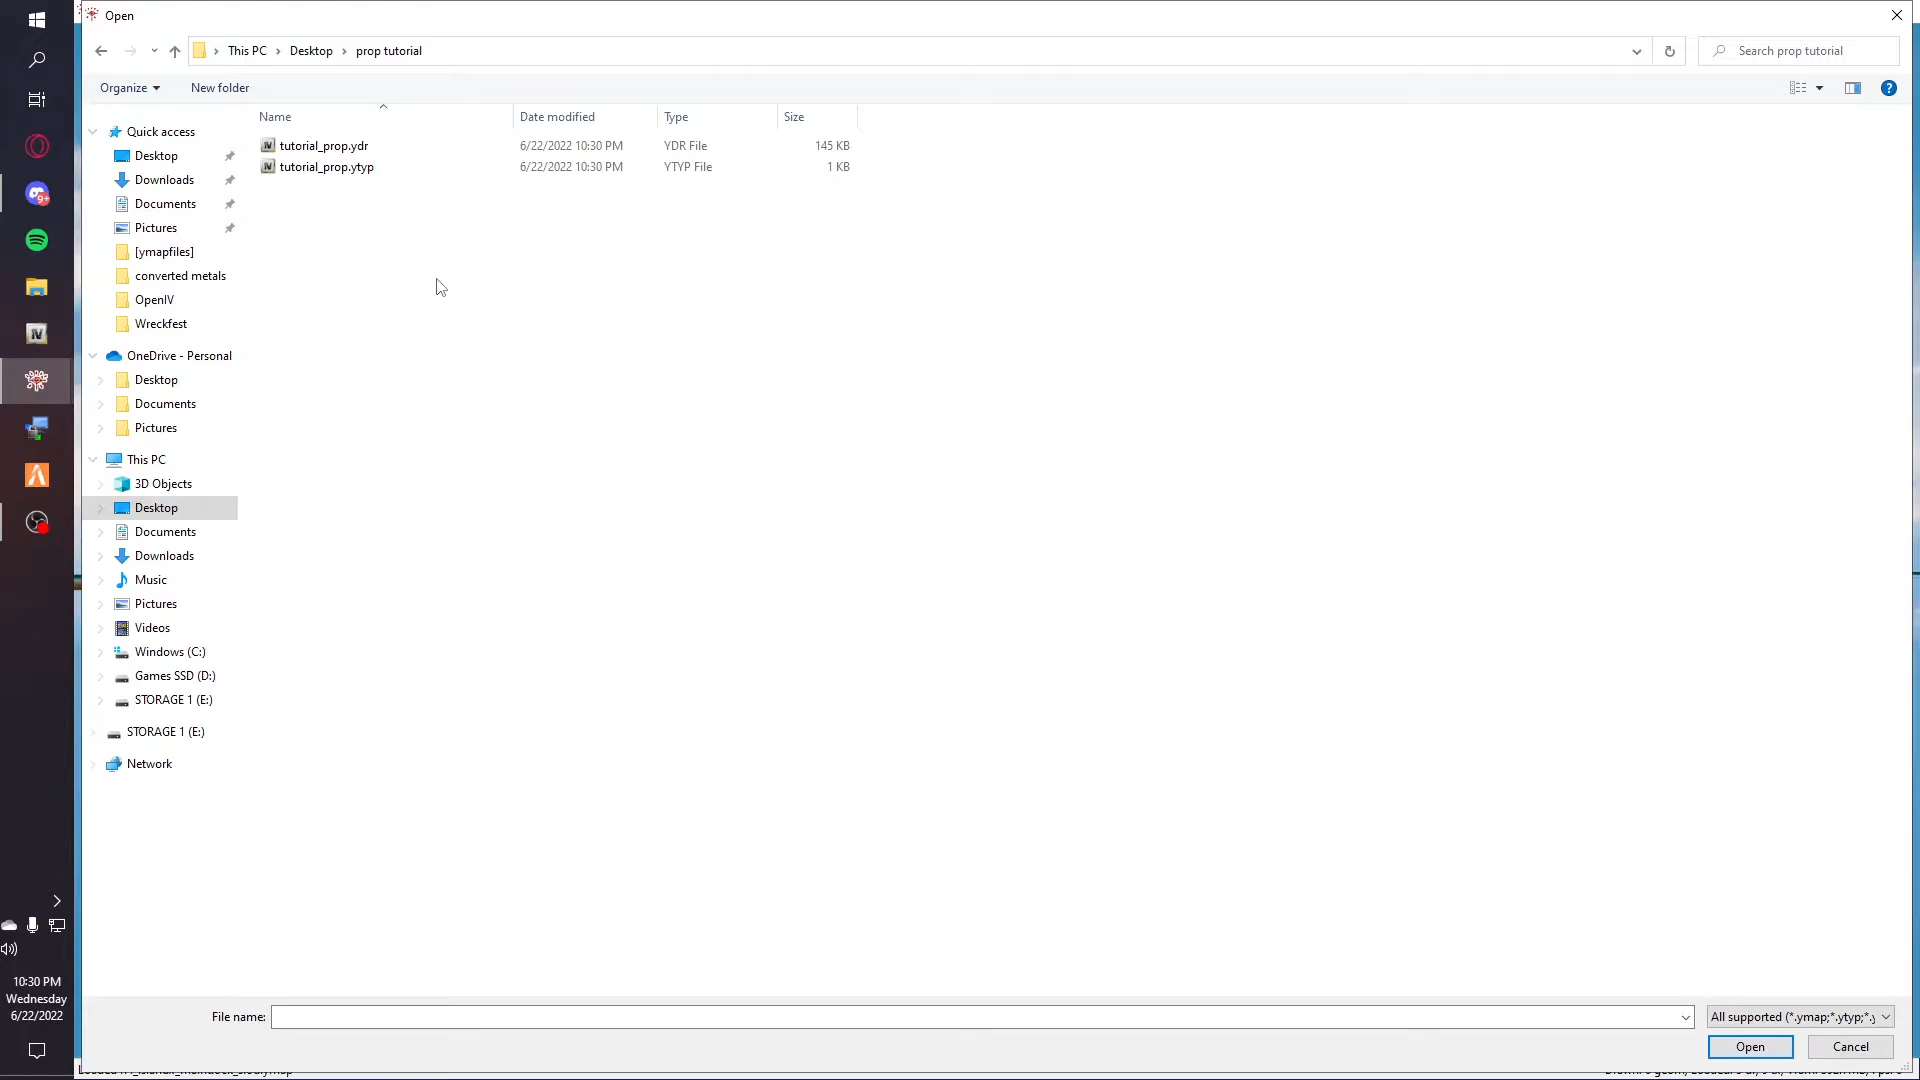 Open
This PC > Desktop > prop tutorial
Search prop tutorial
Organize
New folder
Name
Date modified
Type
Size
tutorial_prop.ydr
6/22/2022 10:30 PM
YDR File
145 KB
tutorial_prop.ytyp
6/22/2022 10:30 PM
YTYP File
1 KB
Quick access
Desktop
Downloads
Documents
Pictures
[ymapfiles]
converted metals
OpenIV
Wreckfest
OneDrive - Personal
Desktop
Documents
Pictures
This PC
3D Objects
Desktop
Documents
Downloads
Music
Pictures
Videos
Windows (C:)
Games SSD (D:)
STORAGE 1 (E:)
STORAGE 1 (E:)
Network
9+
IV
10:30 PM
Wednesday
6/22/2022
File name:
All supported (*.ymap;*.ytyp;*.y
Open
Cancel